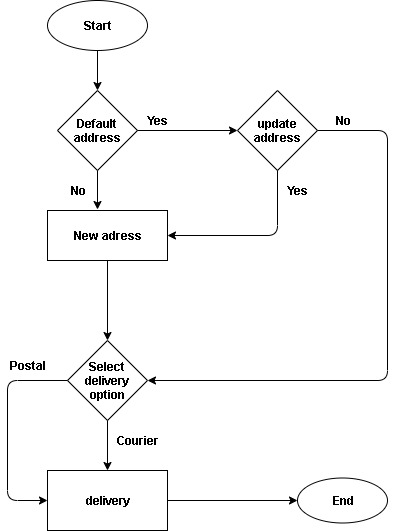 Start
Default
address
Yes
update
address
No
No
Yes
New adress
Postal
Select
delivery
option
Courier
delivery
End